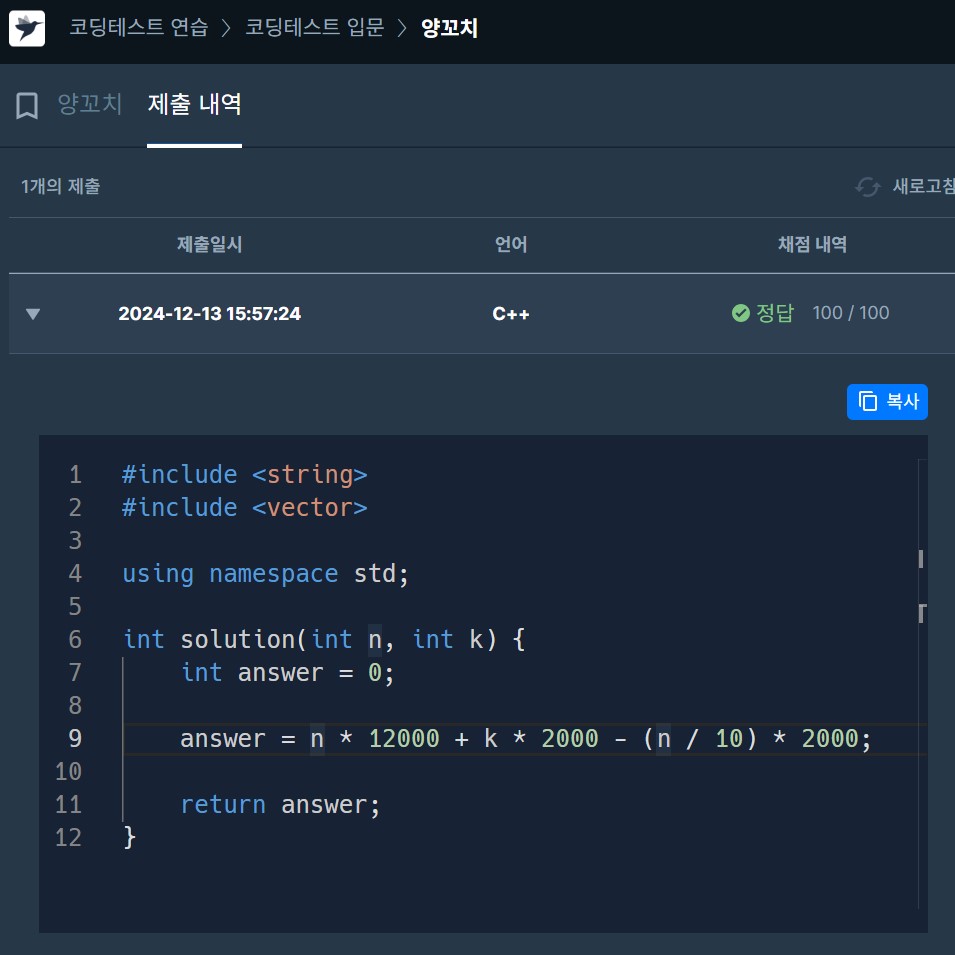 코딩테스트 연습 > 코딩테스트 입문 > 양꼬치
양꼬치 제출 내역
1개의 제출 새로고침
제출일시 언어 채점 내역
2024-12-13 15:57:24 C++ 정답 100 / 100
복사
1 #include <string>
2 #include <vector>
3
4 using namespace std;
5
6 int solution(int n, int k) {
7     int answer = 0;
8
9     answer = n * 12000 + k * 2000 - (n / 10) * 2000;
10
11     return answer;
12 }